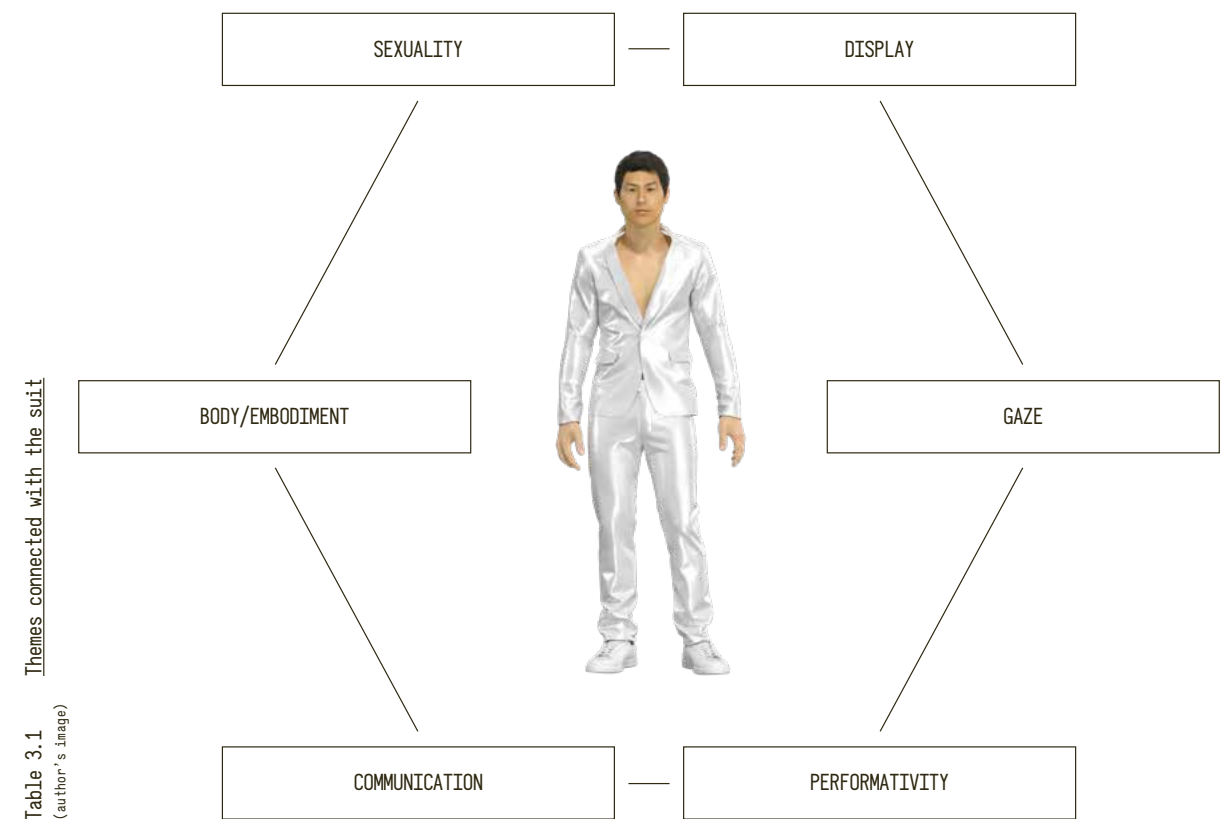 SEXUALITY
DISPLAY
BODY/EMBODIMENT
GAZE
COMMUNICATION
PERFORMATIVITY
Table 3.1 Themes connected with the suit
(author's image)